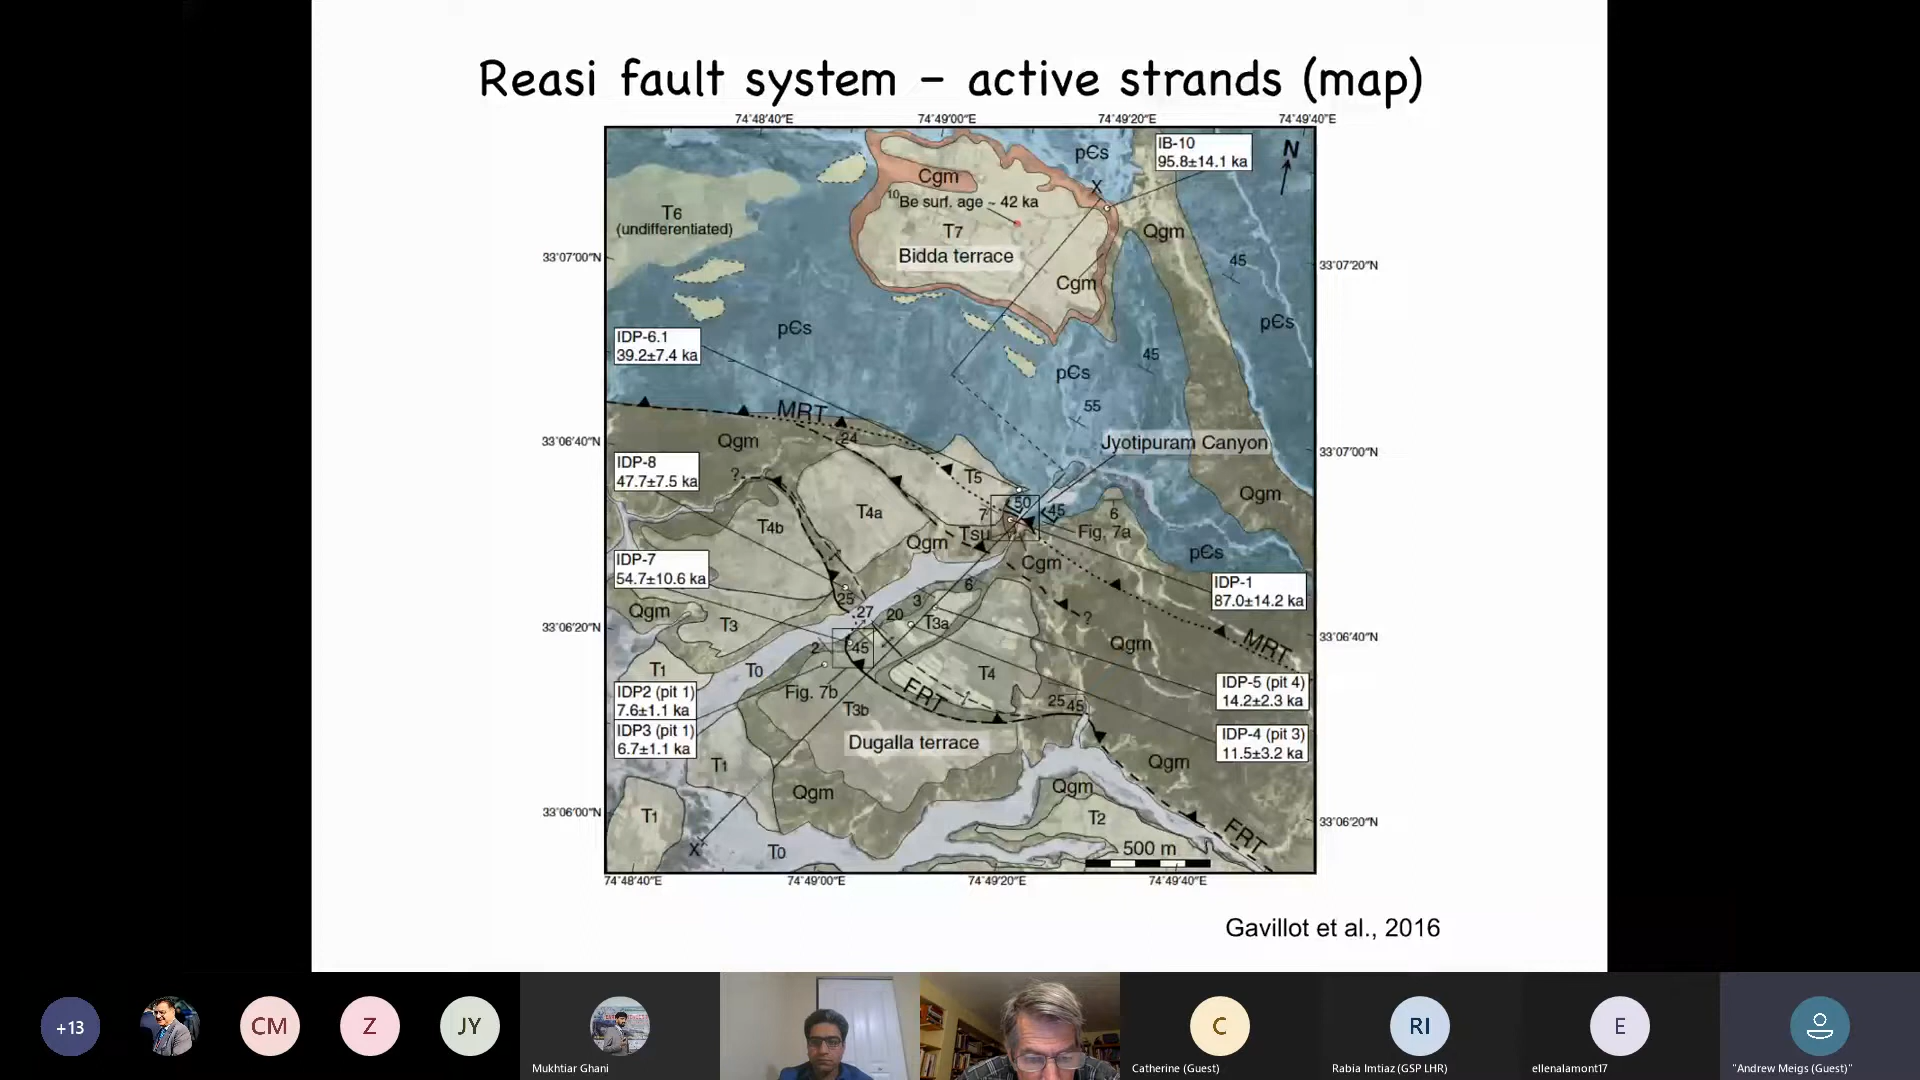 Reasi fault system – active strands (map)
74°48'40"E
74°49'00"E
74°49'20"E
74°49'40"E
IB-10
95.8±14.1 ka
N
pЄs
X
Cgm
10Be surf. age ~ 42 ka
T6
(undifferentiated)
T7
Bidda terrace
Qgm
45
33°07'00"N
33°07'20"N
Cgm
pЄs
pЄs
IDP-6.1
39.2±7.4 ka
45
pЄs
55
MRT
24
Qgm
33°06'40"N
Jyotipuram Canyon
33°07'00"N
IDP-8
47.7±7.5 ka
?
T5
Qgm
50
45
7
6
T4a
T4b
Tsu
Fig. 7a
Qgm
pЄs
IDP-7
54.7±10.6 ka
Cgm
IDP-1
87.0±14.2 ka
6
25
3
27
20
Qgm
T3
T3a
?
33°06'20"N
Qgm
MRT
33°06'40"N
2
45
T1
T0
T4
IDP2 (pit 1)
7.6±1.1 ka
Fig. 7b
FRT
25
45
IDP-5 (pit 4)
14.2±2.3 ka
T3b
IDP3 (pit 1)
6.7±1.1 ka
Dugalla terrace
IDP-4 (pit 3)
11.5±3.2 ka
T1
Qgm
Qgm
Qgm
33°06'00"N
T1
T2
FRT
33°06'20"N
X'
T0
500 m
74°48'40"E
74°49'00"E
74°49'20"E
74°49'40"E
Gavillot et al., 2016
+13
CM
Z
JY
C
RI
E
Mukhtiar Ghani
Catherine (Guest)
Rabia Imtiaz (GSP LHR)
ellenalamont17
"Andrew Meigs (Guest)"